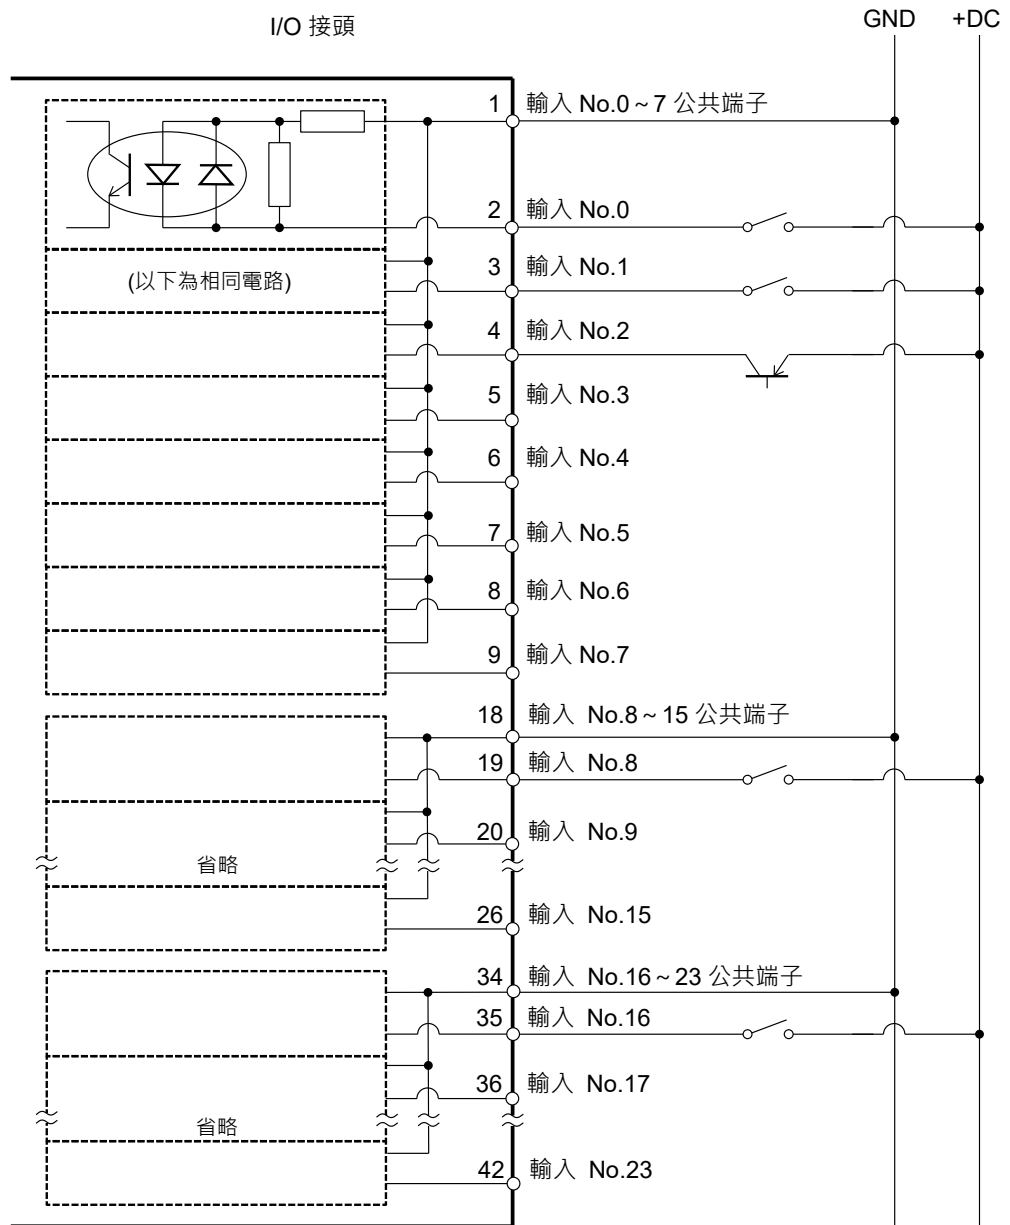 I/O 接頭
GND +DC
1 輸入 No.0~7 公共端子
2 輸入 No.0
(以下為相同電路)
3 輸入 No.1
4 輸入 No.2
5 輸入 No.3
6 輸入 No.4
7 輸入 No.5
8 輸入 No.6
9 輸入 No.7
18 輸入 No.8~15 公共端子
19 輸入 No.8
20 輸入 No.9
省略
26 輸入 No.15
34 輸入 No.16~23 公共端子
35 輸入 No.16
36 輸入 No.17
省略
42 輸入 No.23